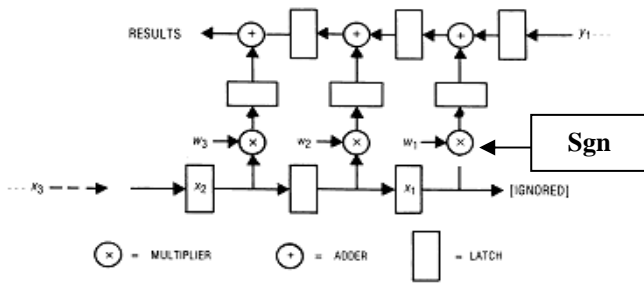 RESULTS
y₁
w₃
w₂
w₁
Sgn
x₃
x₂
x₁
[IGNORED]
= MULTIPLIER
= ADDER
= LATCH